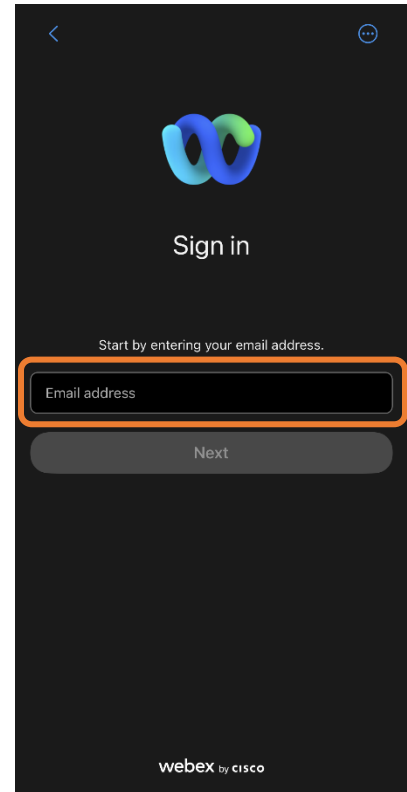 Sign in
Start by entering your email address.
Email address
Next
webex by CISCO